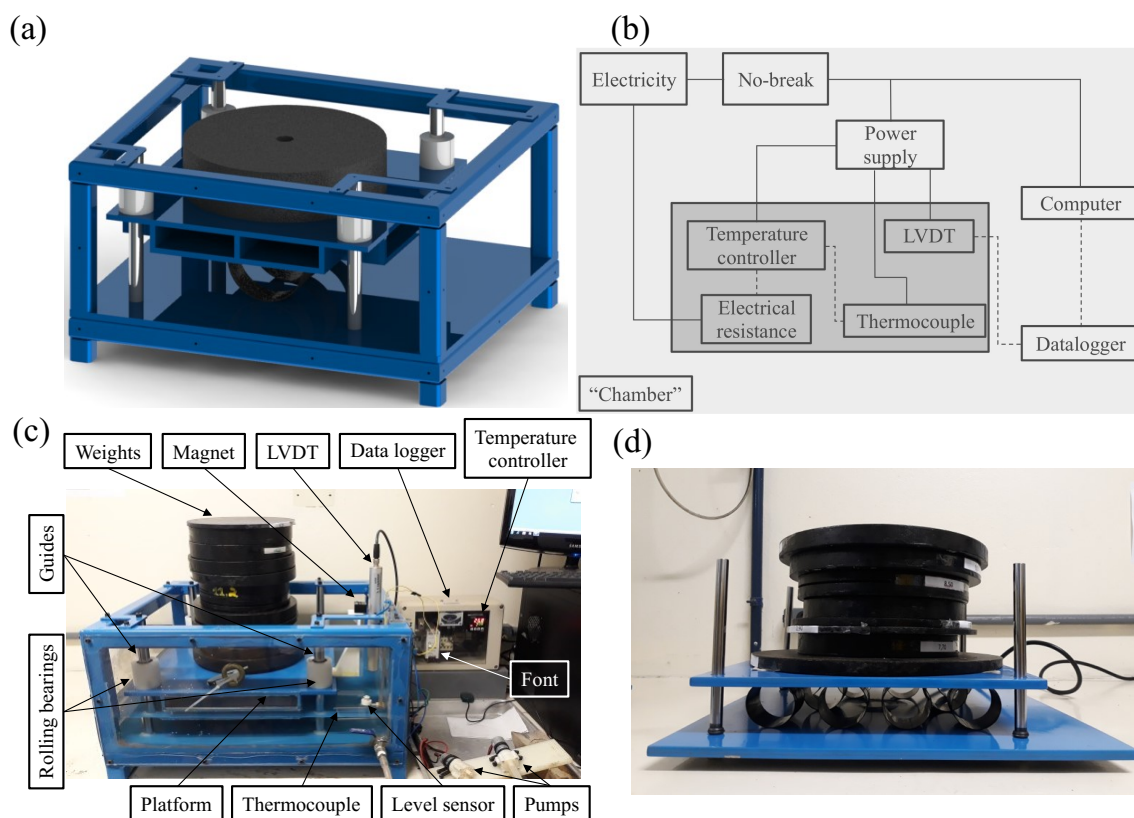 (a)
(b)
Electricity
No-break
Power
supply
Computer
Temperature
controller
LVDT
Electrical
resistance
Thermocouple
Datalogger
“Chamber”
(c)
Weights
Magnet
LVDT
Data logger
Temperature
controller
Guides
Rolling bearings
Font
Platform
Thermocouple
Level sensor
Pumps
(d)